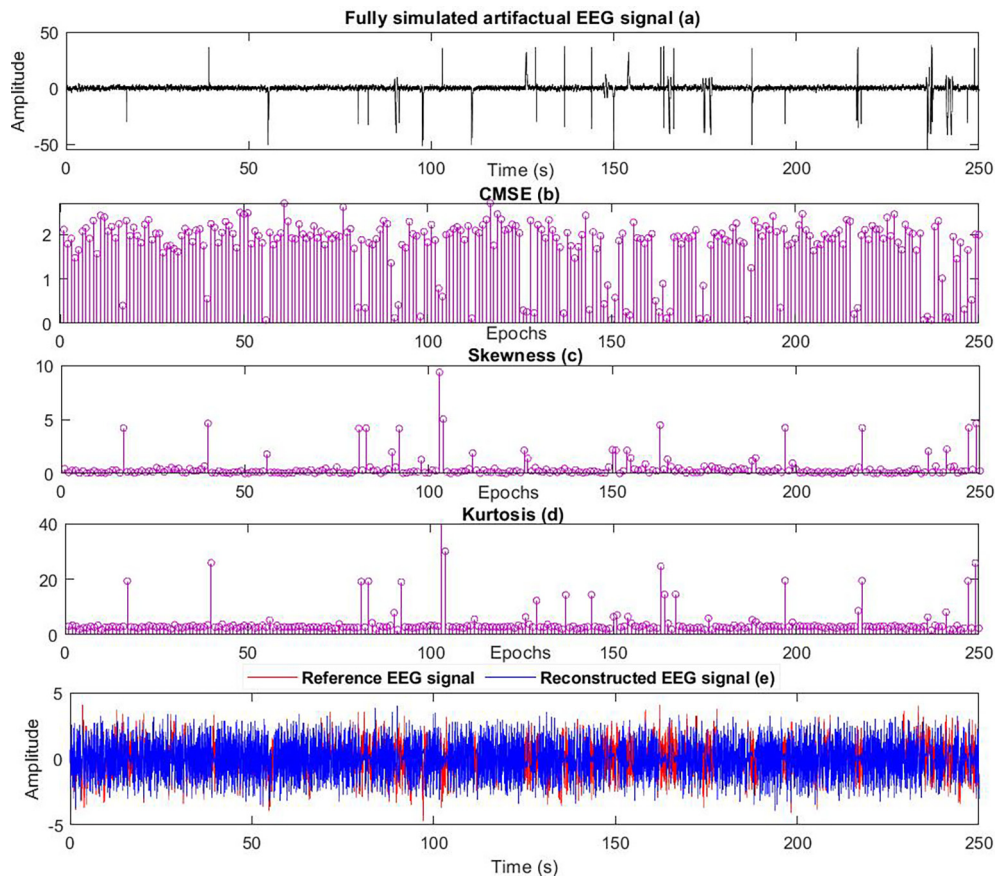 Fully simulated artifactual EEG signal (a)
50
0
-50
Amplitude
0 50 100 150 200 250
Time (s)
CMSE (b)
2
1
0
0 50 100 150 200 250
Epochs
Skewness (c)
10
5
0
0 50 100 150 200 250
Epochs
Kurtosis (d)
40
20
0
0 50 100 150 200 250
Epochs
Reference EEG signal Reconstructed EEG signal (e)
5
0
-5
Amplitude
0 50 100 150 200 250
Time (s)